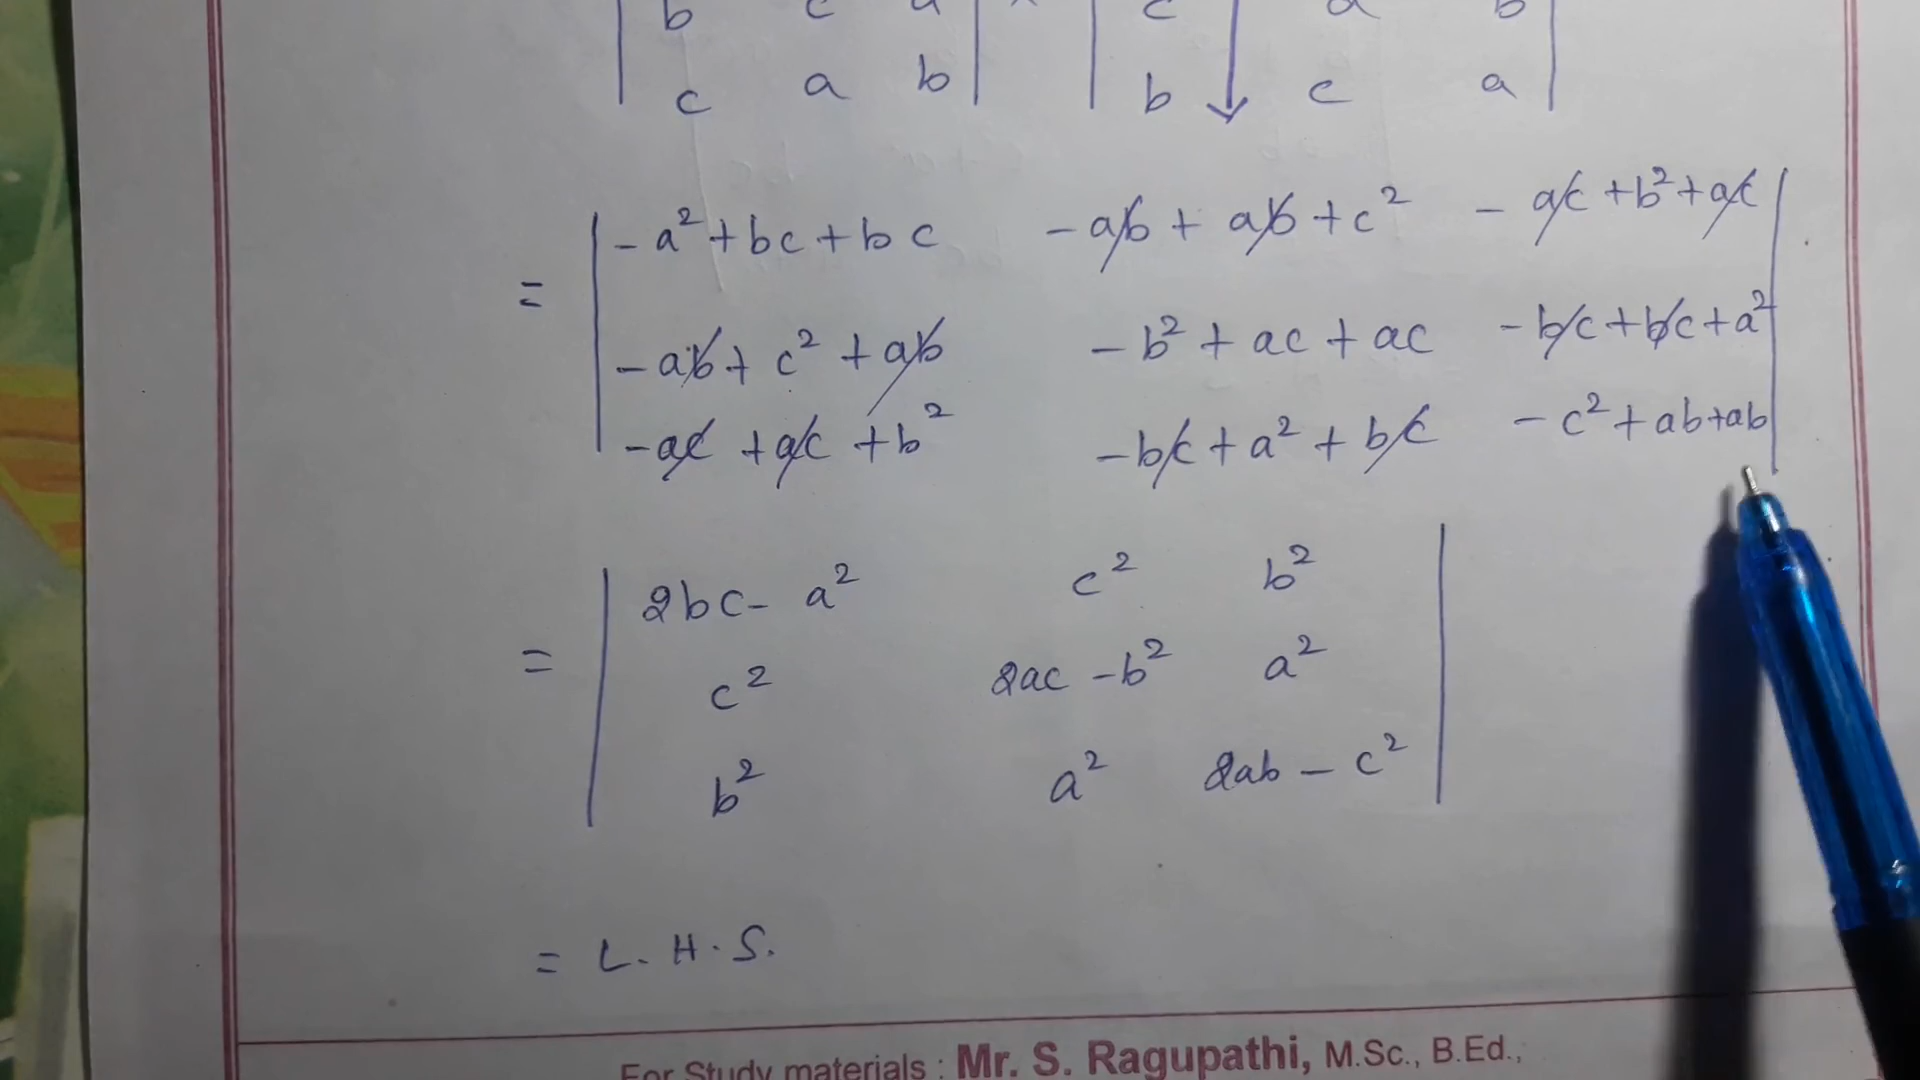 | b c a | × | c a b |
| c a b | | b c a |
= | -a²+bc+bc -ab+ab+c² -ac+b²+ac |
| -ab+c²+ab -b²+ac+ac -bc+bc+a² |
| -ac+ac+b² -bc+a²+bc -c²+ab+ab |
| 2bc-a² c² b² |
= | c² 2ac-b² a² |
| b² a² 2ab-c² |
= L.H.S.
For Study materials : Mr. S. Ragupathi, M.Sc., B.Ed.,